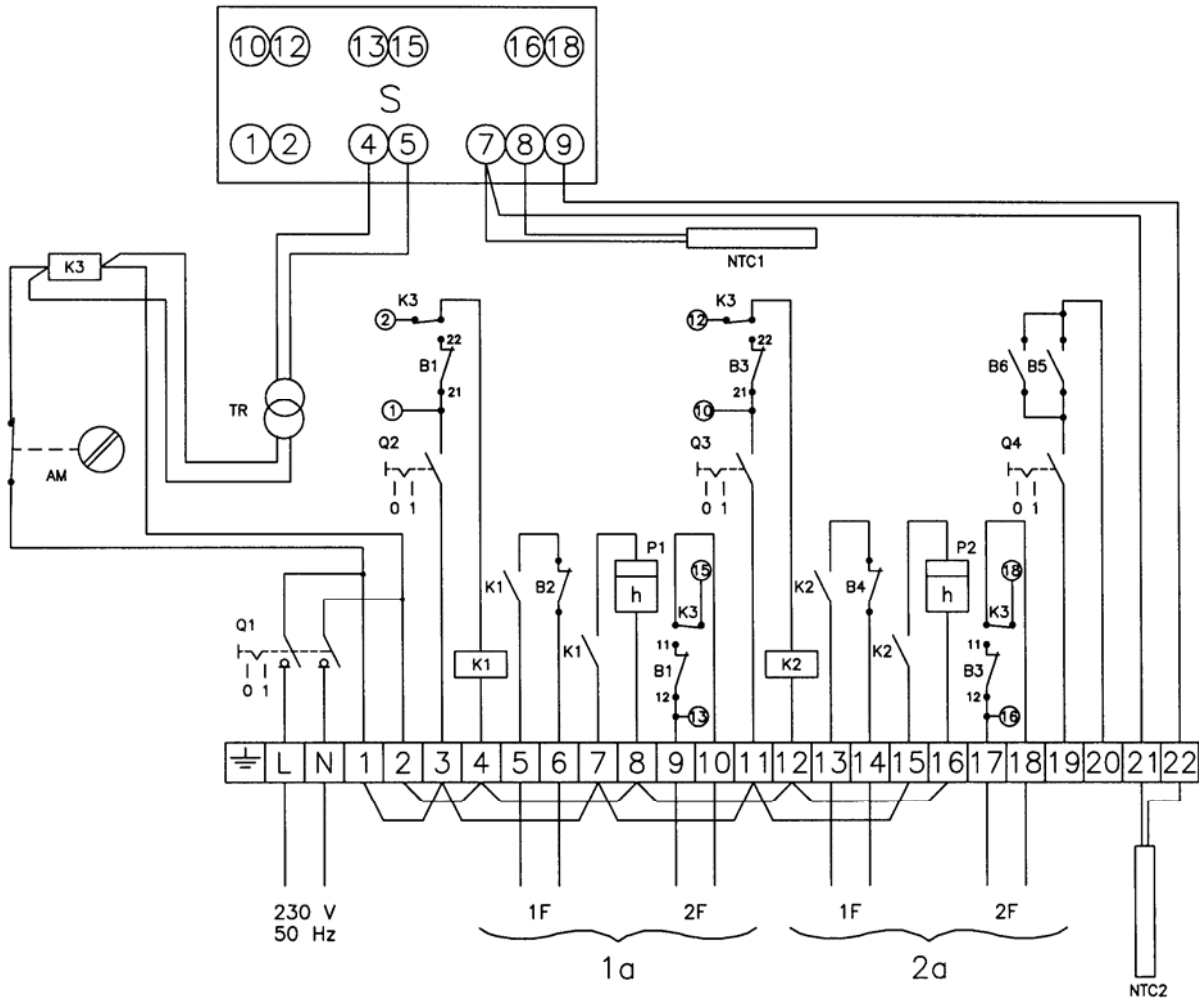 10 12 13 15 16 18
S
1 2 4 5 7 8 9
NTC1
K3
K3
K3
2
12
22
22
B1
B3
B6
B5
21
21
TR
1
10
Q2
Q3
Q4
AM
0 1
0 1
0 1
P1
P2
15
18
K1
B2
h
K3
K2
B4
h
K3
Q1
K1
11
K2
11
0 1
K1
B1
K2
B3
12
12
13
16
L N 1 2 3 4 5 6 7 8 9 10 11 12 13 14 15 16 17 18 19 20 21 22
230 V
50 Hz
1F
2F
1F
2F
1a
2a
NTC2